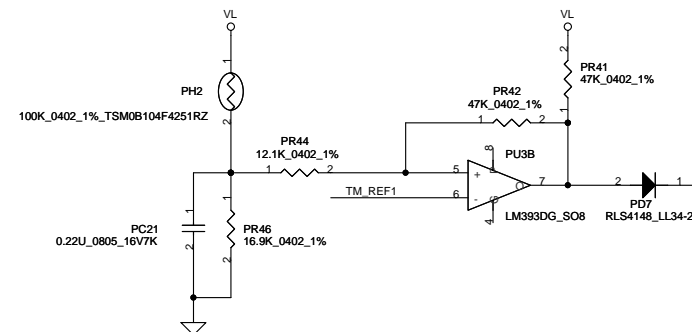 VL
VL
1
2
PR41
47K_0402_1%
1
PH2
100K_0402_1%_TSM0B104F4251RZ
2
PR42
47K_0402_1%
1
2
1
PR44
12.1K_0402_1%
1
2
8
PU3B
5
+
P
7
O
TM_REF1
6
-
G
4
LM393DG_SO8
2
1
PD7
RLS4148_LL34-2
1
PC21
0.22U_0805_16V7K
2
1
PR46
16.9K_0402_1%
2